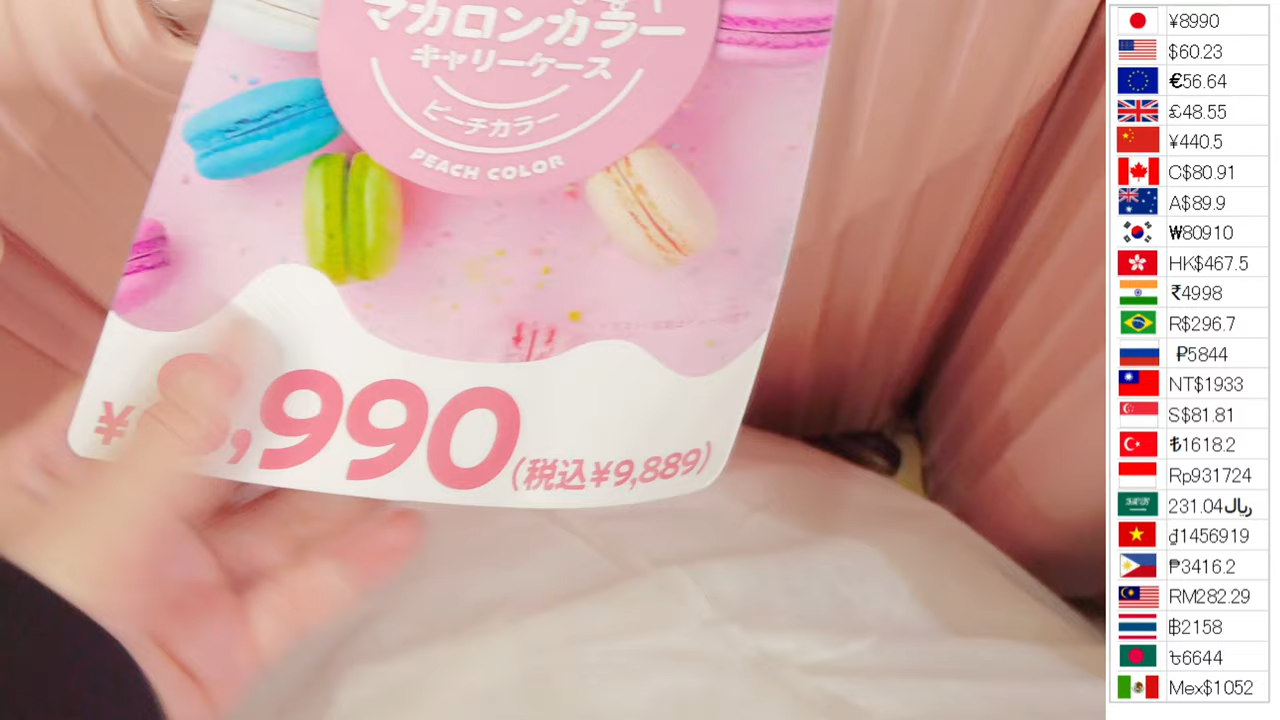 マカロンカラー
キャリーケース
ピーチカラー
PEACH COLOR
¥8,990(税込¥9,889)
¥8990
$60.23
€56.64
£48.55
¥440.5
C$80.91
A$89.9
₩80910
HK$467.5
₹4998
R$296.7
₽5844
NT$1933
S$81.81
₺1618.2
Rp931724
231.04﷼
₫1456919
₱3416.2
RM282.29
฿2158
৳6644
Mex$1052